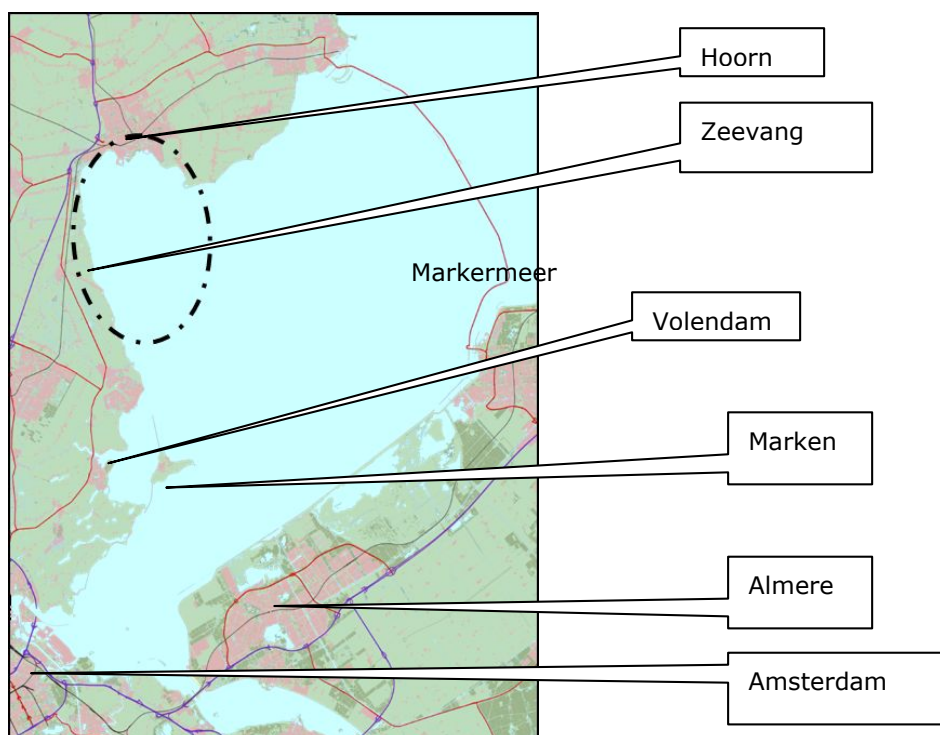 Hoorn
Zeevang
Markermeer
Volendam
Marken
Almere
Amsterdam